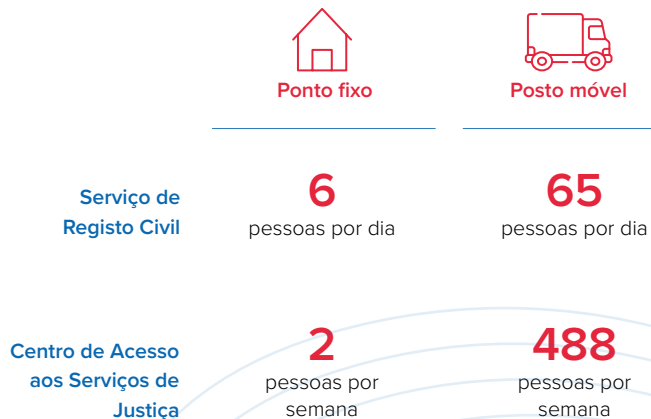 Ponto fixo
Posto móvel
Serviço de
Registo Civil
6
pessoas por dia
65
pessoas por dia
Centro de Acesso
aos Serviços de
Justiça
2
pessoas por
semana
488
pessoas por
semana